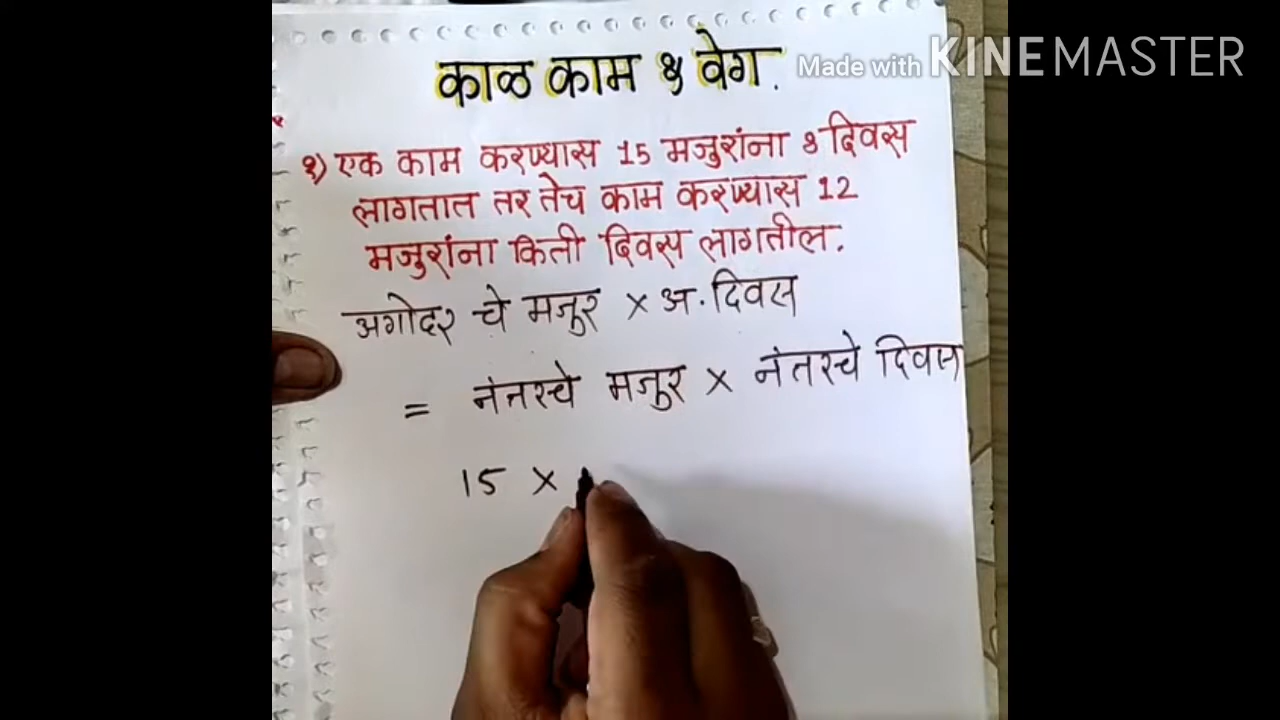 काळ काम & वेग.
Made with KINEMASTER
१) एक काम करण्यास 15 मजुरांना 8 दिवस
लागतात तर तेच काम करण्यास 12
मजुरांना किती दिवस लागतील.
अगोदर चे मजुर × अ. दिवस
= नंतरचे मजुर × नंतरचे दिवस
15 ×